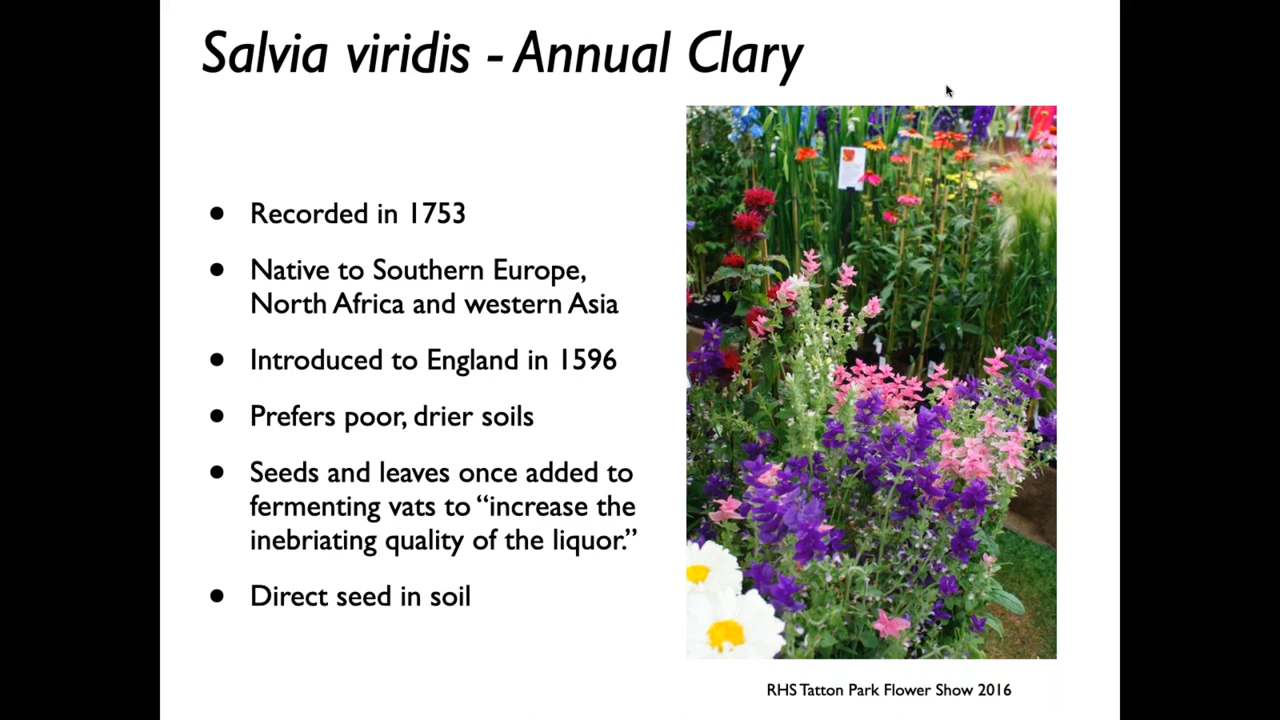 Salvia viridis - Annual Clary
• Recorded in 1753
• Native to Southern Europe,
North Africa and western Asia
• Introduced to England in 1596
• Prefers poor, drier soils
• Seeds and leaves once added to
fermenting vats to “increase the
inebriating quality of the liquor.”
• Direct seed in soil
RHS Tatton Park Flower Show 2016